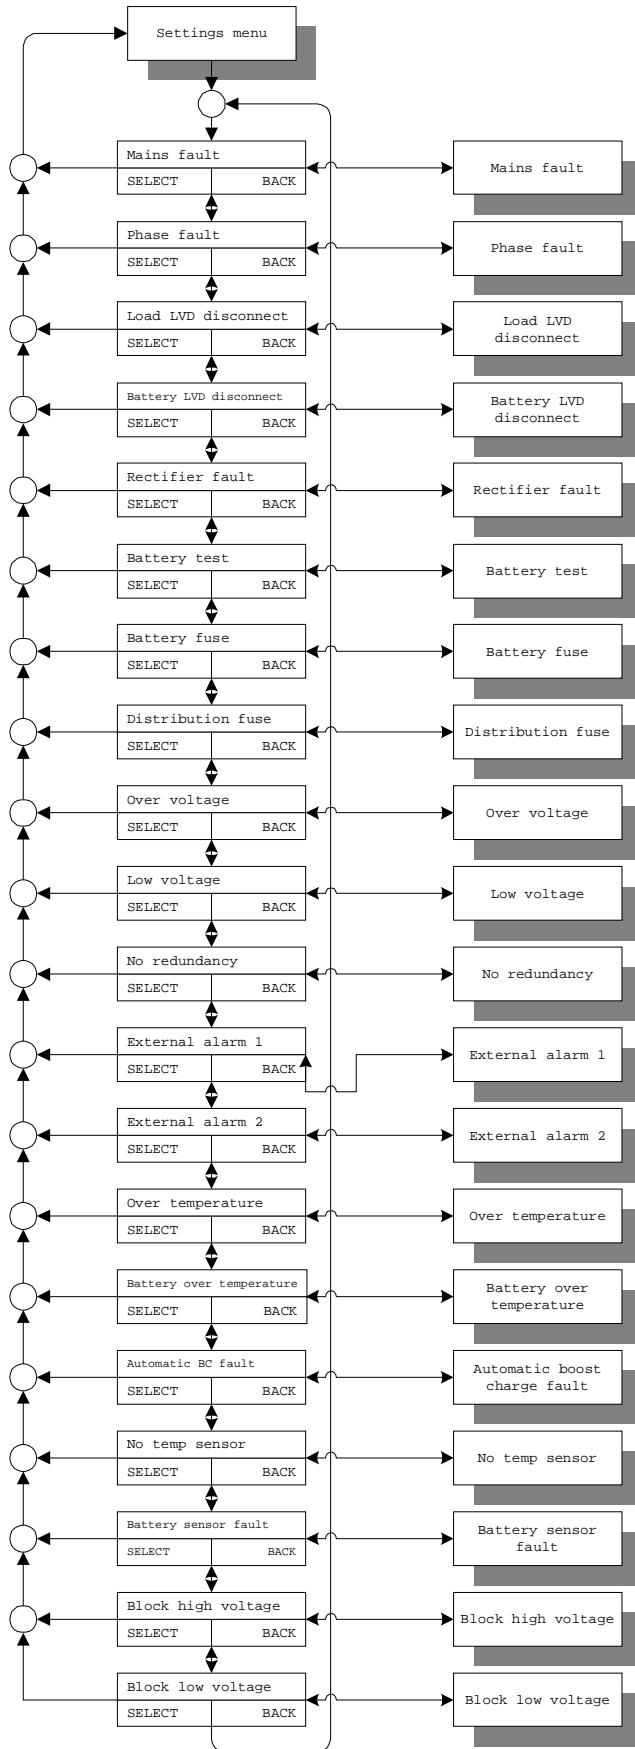 Settings menu
Mains fault
SELECT BACK
Mains fault
Phase fault
SELECT BACK
Phase fault
Load LVD disconnect
SELECT BACK
Load LVD
disconnect
Battery LVD disconnect
SELECT BACK
Battery LVD
disconnect
Rectifier fault
SELECT BACK
Rectifier fault
Battery test
SELECT BACK
Battery test
Battery fuse
SELECT BACK
Battery fuse
Distribution fuse
SELECT BACK
Distribution fuse
Over voltage
SELECT BACK
Over voltage
Low voltage
SELECT BACK
Low voltage
No redundancy
SELECT BACK
No redundancy
External alarm 1
SELECT BACK
External alarm 1
External alarm 2
SELECT BACK
External alarm 2
Over temperature
SELECT BACK
Over temperature
Battery over temperature
SELECT BACK
Battery over
temperature
Automatic BC fault
SELECT BACK
Automatic boost
charge fault
No temp sensor
SELECT BACK
No temp sensor
Battery sensor fault
SELECT BACK
Battery sensor
fault
Block high voltage
SELECT BACK
Block high voltage
Block low voltage
SELECT BACK
Block low voltage